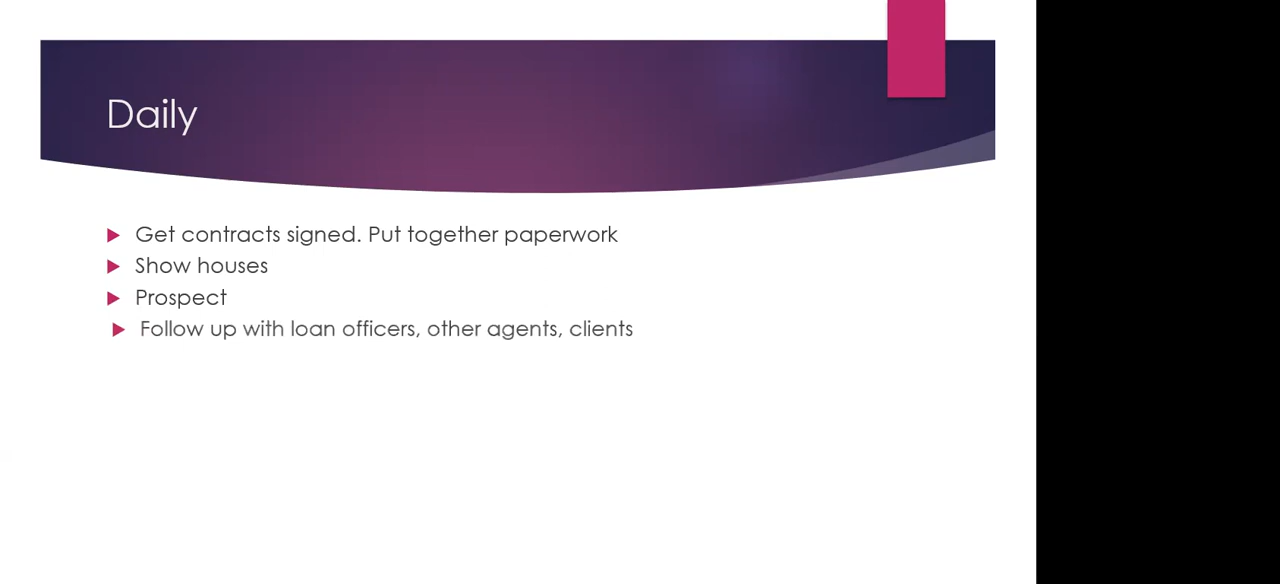 Daily
Get contracts signed. Put together paperwork
Show houses
Prospect
Follow up with loan officers, other agents, clients